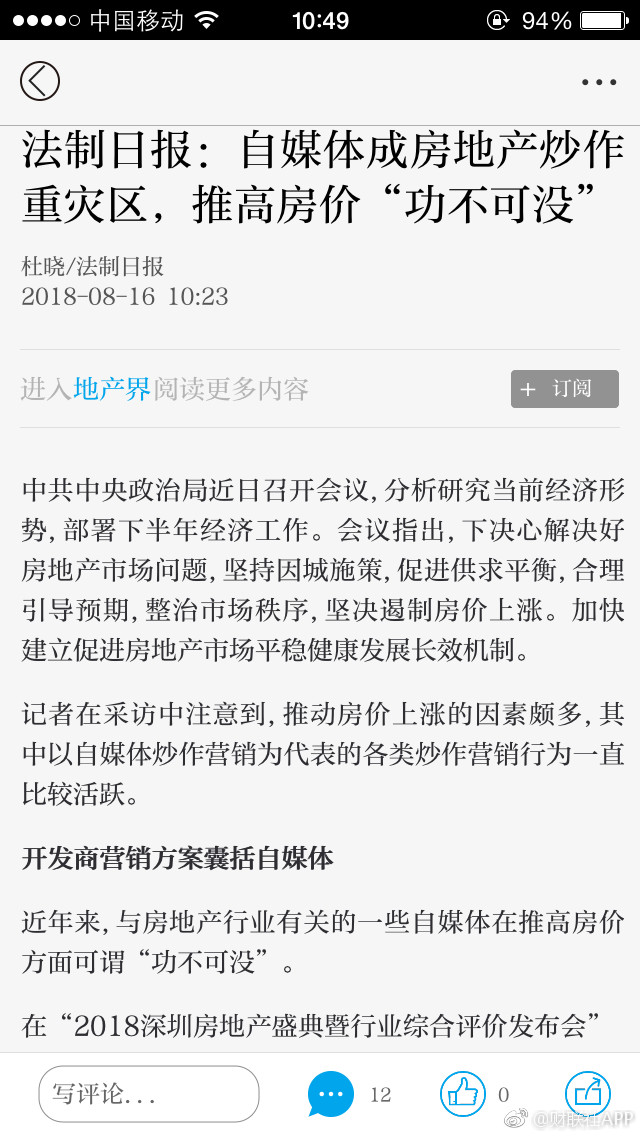 中国移动 10:49 94%
法制日报：自媒体成房地产炒作
重灾区，推高房价“功不可没”
杜晓/法制日报
2018-08-16 10:23
进入地产界阅读更多内容
+ 订阅
中共中央政治局近日召开会议,分析研究当前经济形
势,部署下半年经济工作。会议指出,下决心解决好
房地产市场问题,坚持因城施策,促进供求平衡,合理
引导预期,整治市场秩序,坚决遏制房价上涨。加快
建立促进房地产市场平稳健康发展长效机制。
记者在采访中注意到,推动房价上涨的因素颇多,其
中以自媒体炒作营销为代表的各类炒作营销行为一直
比较活跃。
开发商营销方案囊括自媒体
近年来,与房地产行业有关的一些自媒体在推高房价
方面可谓“功不可没”。
在“2018深圳房地产盛典暨行业综合评价发布会”
写评论... 12 0
@财联社APP